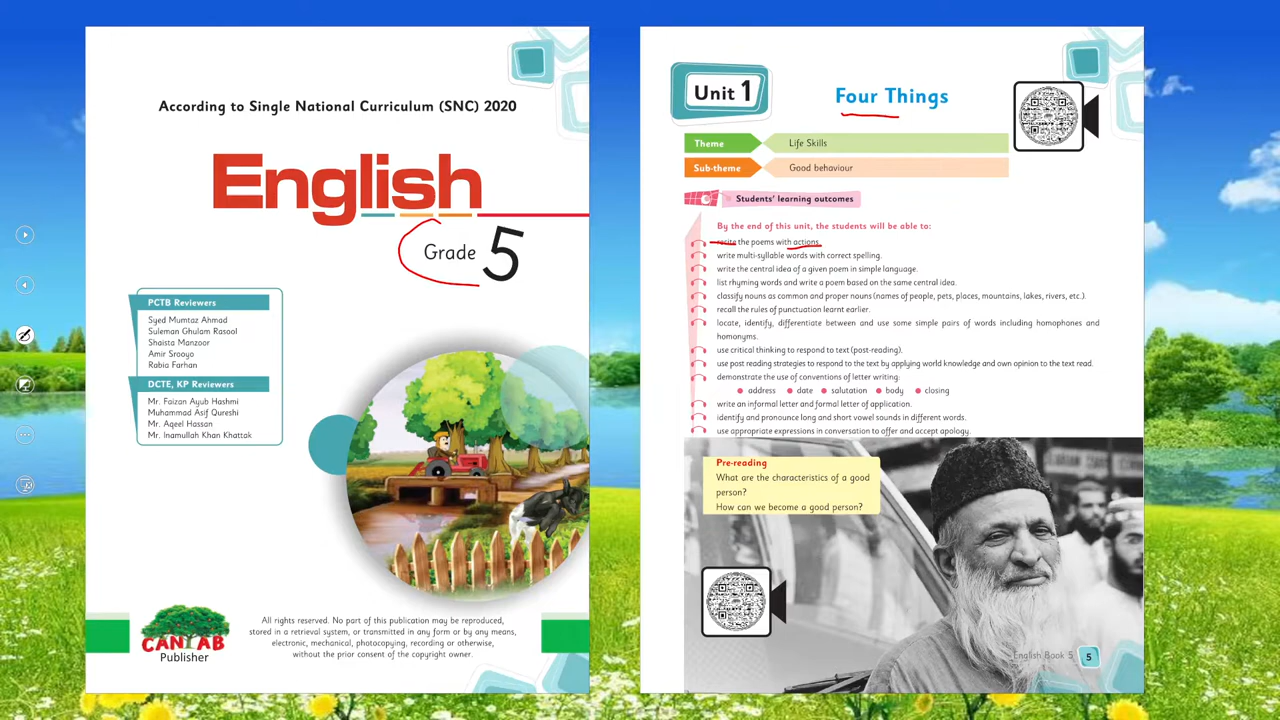 According to Single National Curriculum (SNC) 2020
English
Grade 5
PCTB Reviewers
Syed Mumtaz Ahmad
Suleman Ghulam Rasool
Shaista Manzoor
Amir Srooyo
Rabia Farhan
DCTE, KP Reviewers
Mr. Faizan Ayub Hashmi
Muhammad Asif Qureshi
Mr. Aqeel Hassan
Mr. Inamullah Khan Khattak
CANTAB
Publisher
All rights reserved. No part of this publication may be reproduced,
stored in a retrieval system, or transmitted in any form or by any means,
electronic, mechanical, photocopying, recording or otherwise,
without the prior consent of the copyright owner.
Unit 1
Four Things
Theme Life Skills
Sub-theme Good behaviour
Students' learning outcomes
By the end of this unit, the students will be able to:
recite the poems with actions.
write multi-syllable words with correct spelling.
write the central idea of a given poem in simple language.
list rhyming words and write a poem based on the same central idea.
classify nouns as common and proper nouns (names of people, pets, places, mountains, lakes, rivers, etc.).
recall the rules of punctuation learnt earlier.
locate, identify, differentiate between and use some simple pairs of words including homophones and
homonyms.
use critical thinking to respond to text (post-reading).
use post reading strategies to respond to the text by applying world knowledge and own opinion to the text read.
demonstrate the use of conventions of letter writing:
address date salutation body closing
write an informal letter and formal letter of application.
identify and pronounce long and short vowel sounds in different words.
use appropriate expressions in conversation to offer and accept apology.
Pre-reading
What are the characteristics of a good
person?
How can we become a good person?
English Book 5 5